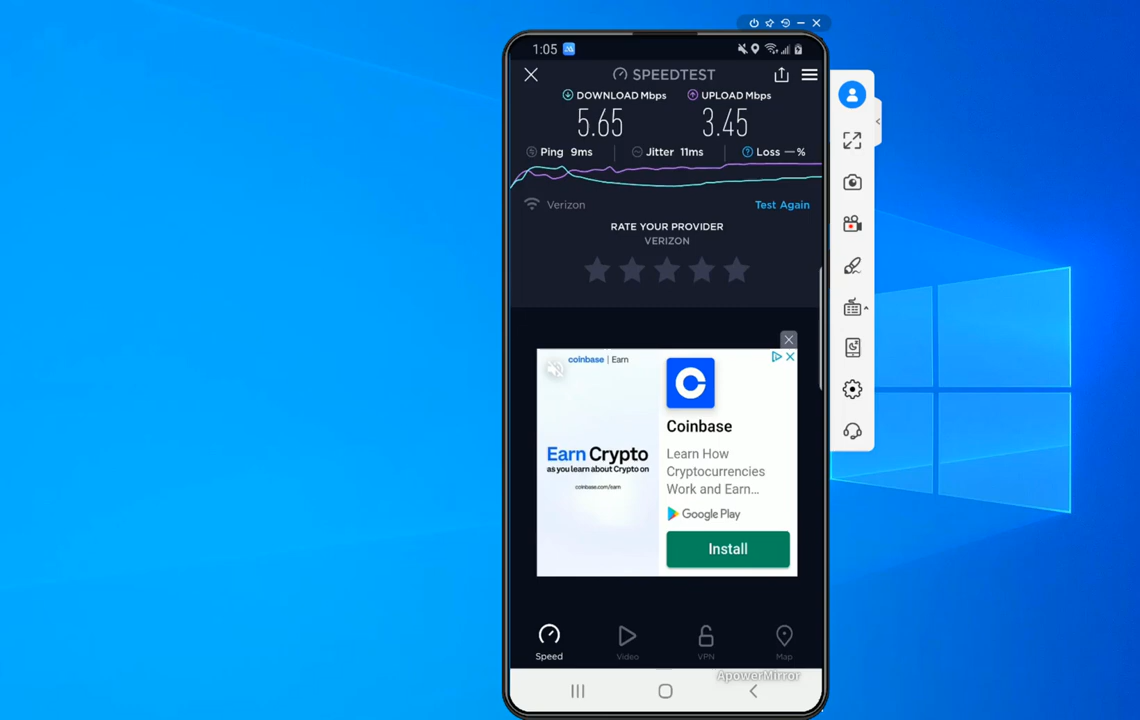 1:05
SPEEDTEST
DOWNLOAD Mbps
UPLOAD Mbps
5.65
3.45
Ping 9ms
Jitter 11ms
Loss — %
Verizon
Test Again
RATE YOUR PROVIDER
VERIZON
coinbase | Earn
Earn Crypto
as you learn about Crypto on
coinbase.com/earn
Coinbase
Learn How
Cryptocurrencies
Work and Earn...
Google Play
Install
Speed
Video
VPN
Map
ApowerMirror